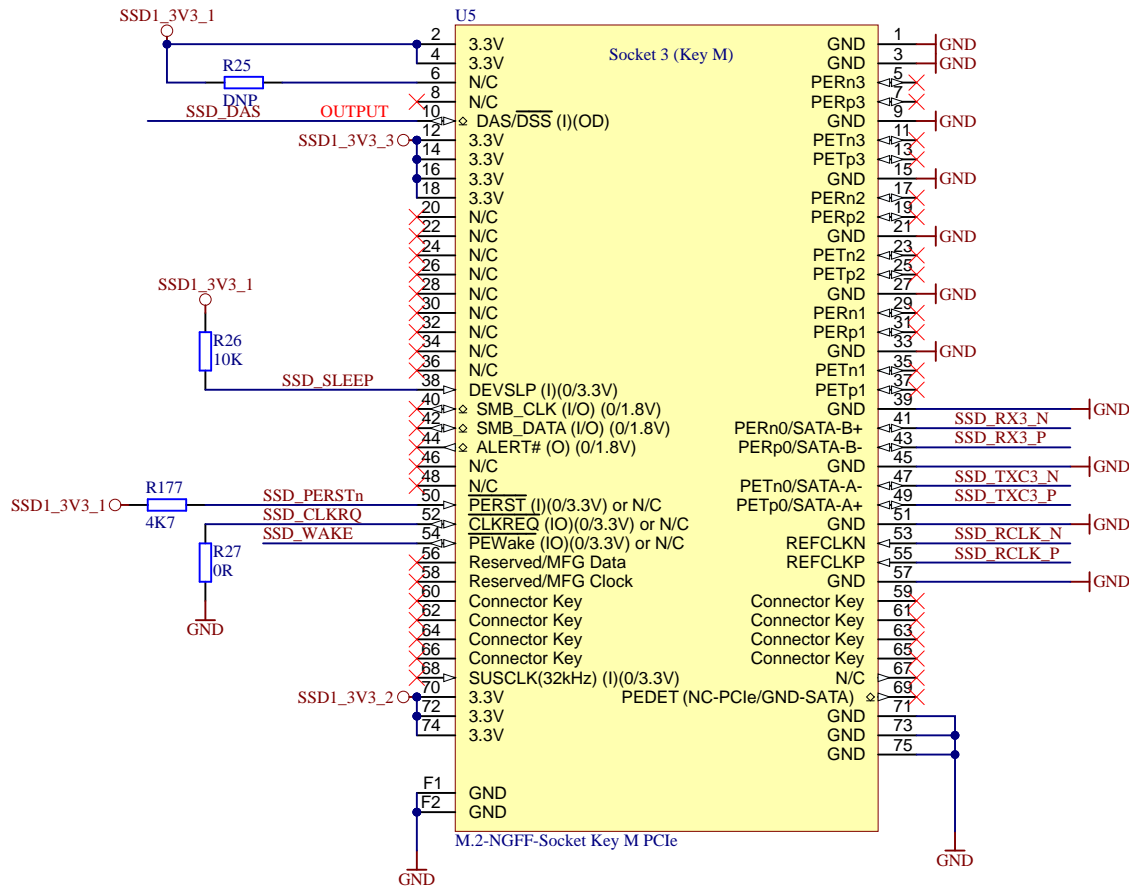 SSD1_3V3_1
U5
Socket 3 (Key M)
2 3.3V GND 1 GND
4 3.3V GND 3 GND
R25
DNP
6 N/C PERn3 5
8 N/C PERp3 7
SSD_DAS OUTPUT 10 DAS/DSS (I)(OD) GND 9 GND
SSD1_3V3_3 12 3.3V PETn3 11
14 3.3V PETp3 13
16 3.3V GND 15 GND
18 3.3V PERn2 17
20 N/C PERp2 19
22 N/C GND 21 GND
24 N/C PETn2 23
26 N/C PETp2 25
28 N/C GND 27 GND
30 N/C PERn1 29
32 N/C PERp1 31
34 N/C GND 33 GND
36 N/C PETn1 35
SSD1_3V3_1
R26
10K
SSD_SLEEP 38 DEVSLP (I)(0/3.3V) PETp1 37
40 SMB_CLK (I/O) (0/1.8V) GND 39 GND
42 SMB_DATA (I/O) (0/1.8V) PERn0/SATA-B+ 41 SSD_RX3_N
44 ALERT# (O) (0/1.8V) PERp0/SATA-B- 43 SSD_RX3_P
46 N/C GND 45 GND
48 N/C PETn0/SATA-A- 47 SSD_TXC3_N
SSD1_3V3_1 R177 4K7 SSD_PERSTn 50 PERST (I)(0/3.3V) or N/C PETp0/SATA-A+ 49 SSD_TXC3_P
SSD_CLKRQ 52 CLKREQ (IO)(0/3.3V) or N/C GND 51 GND
SSD_WAKE 54 PEWake (IO)(0/3.3V) or N/C REFCLKN 53 SSD_RCLK_N
R27
0R
GND
56 Reserved/MFG Data REFCLKP 55 SSD_RCLK_P
58 Reserved/MFG Clock GND 57 GND
60 Connector Key Connector Key 59
62 Connector Key Connector Key 61
64 Connector Key Connector Key 63
66 Connector Key Connector Key 65
68 SUSCLK(32kHz) (I)(0/3.3V) N/C 67
SSD1_3V3_2 70 3.3V PEDET (NC-PCIe/GND-SATA) 69
72 3.3V GND 71
74 3.3V GND 73
GND 75
F1 GND
F2 GND
M.2-NGFF-Socket Key M PCIe
GND
GND